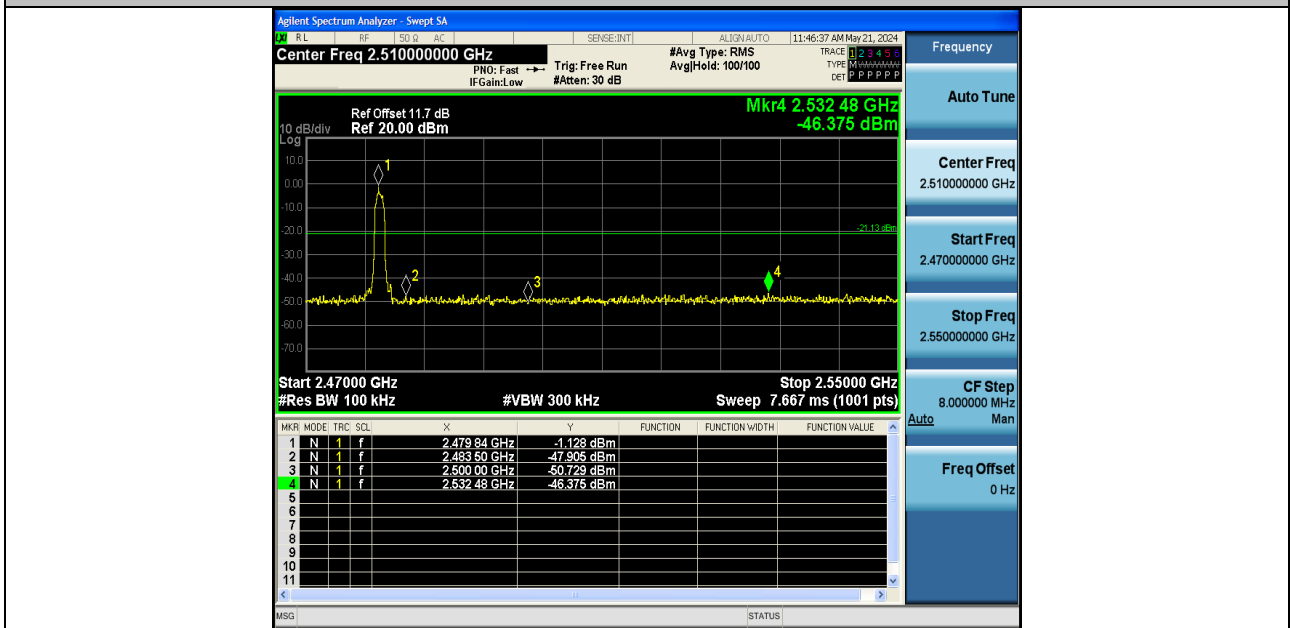 Agilent Spectrum Analyzer - Swept SA
RL RF 50 Ω AC SENSE:INT ALIGN AUTO 11:46:37 AM May 21, 2024
Center Freq 2.510000000 GHz
PNO: Fast
IFGain:Low
Trig: Free Run
#Atten: 30 dB
#Avg Type: RMS
Avg|Hold: 100/100
TRACE 1 2 3 4 5 6
TYPE M
DET P P P P P P
Ref Offset 11.7 dB
10 dB/div Ref 20.00 dBm
Log
Mkr4 2.532 48 GHz
-46.375 dBm
10.0
0.00
-10.0
-20.0
-30.0
-40.0
-50.0
-60.0
-70.0
1
2
3
4
-21.13 dBm
Start 2.47000 GHz Stop 2.55000 GHz
#Res BW 100 kHz #VBW 300 kHz Sweep 7.667 ms (1001 pts)
MKR MODE TRC SCL X Y FUNCTION FUNCTION WIDTH FUNCTION VALUE
1 N 1 f 2.479 84 GHz -1.128 dBm
2 N 1 f 2.483 50 GHz -47.905 dBm
3 N 1 f 2.500 00 GHz -50.729 dBm
4 N 1 f 2.532 48 GHz -46.375 dBm
5
6
7
8
9
10
11
MSG STATUS
Frequency
Auto Tune
Center Freq
2.510000000 GHz
Start Freq
2.470000000 GHz
Stop Freq
2.550000000 GHz
CF Step
8.000000 MHz
Auto Man
Freq Offset
0 Hz